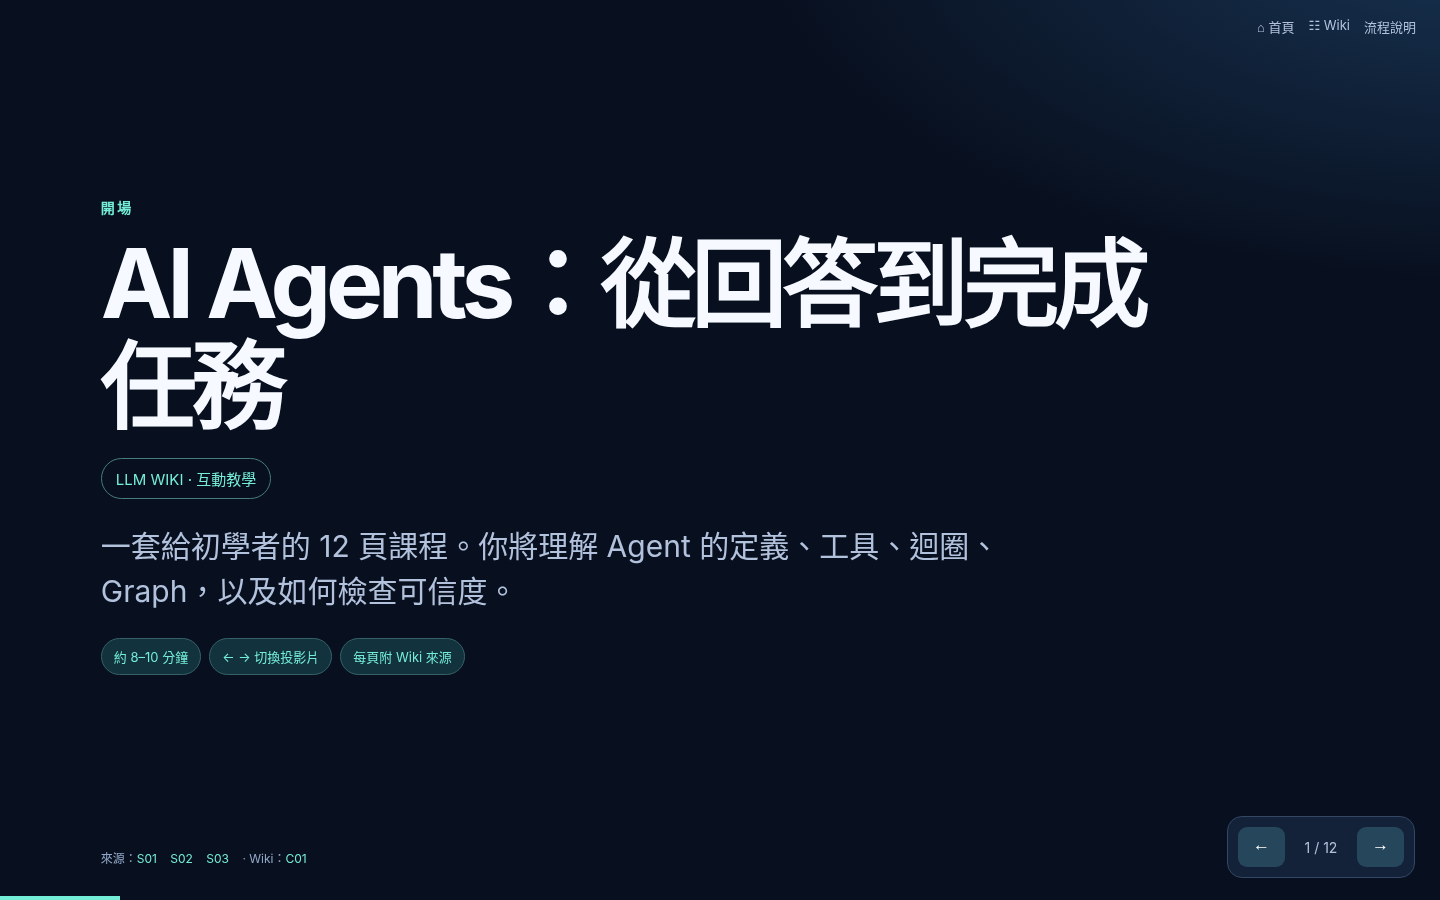 ⌂ 首頁 ☷ Wiki 流程說明
開場
AI Agents：從回答到完成
任務
LLM WIKI · 互動教學
一套給初學者的 12 頁課程。你將理解 Agent 的定義、工具、迴圈、
Graph，以及如何檢查可信度。
約 8–10 分鐘 ← → 切換投影片 每頁附 Wiki 來源
來源：S01 S02 S03 · Wiki：C01
← 1 / 12 →